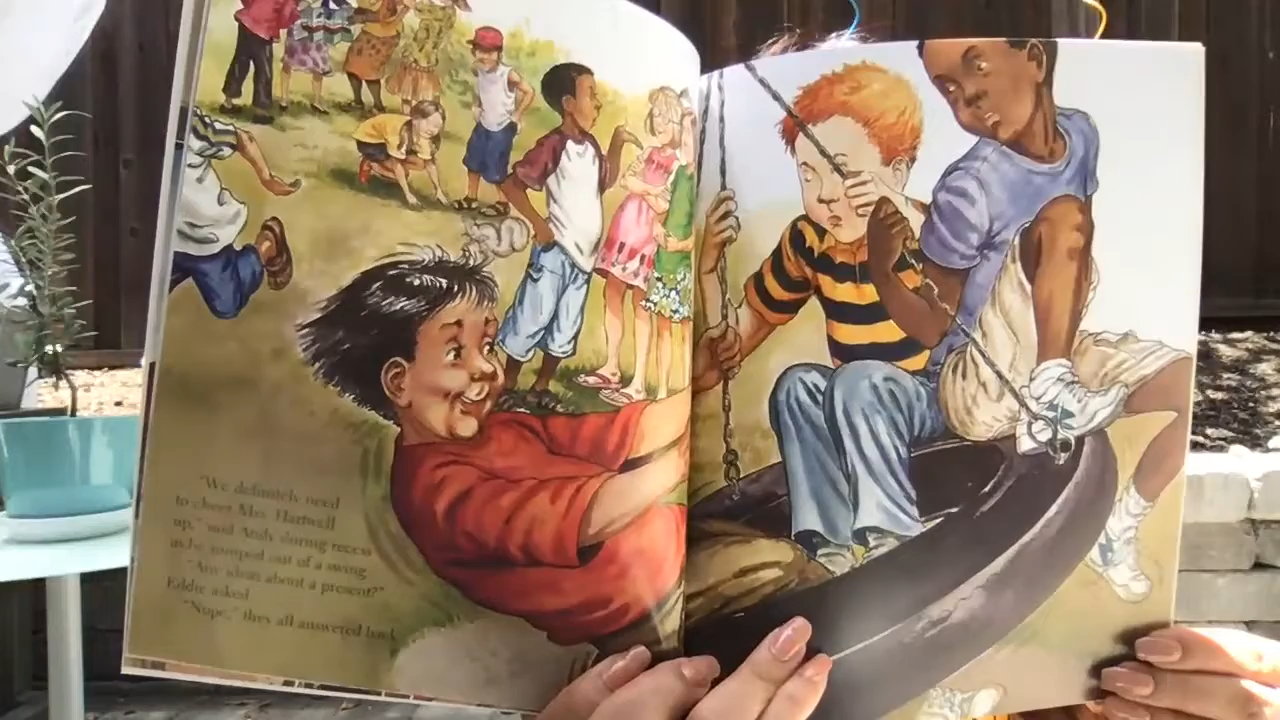 "We definitely need
to cheer Mrs. Hartwell
up," said Andy during recess
as he jumped out of a swing.
"Any ideas about a present?"
Eddie asked.
"Nope," they all answered back.